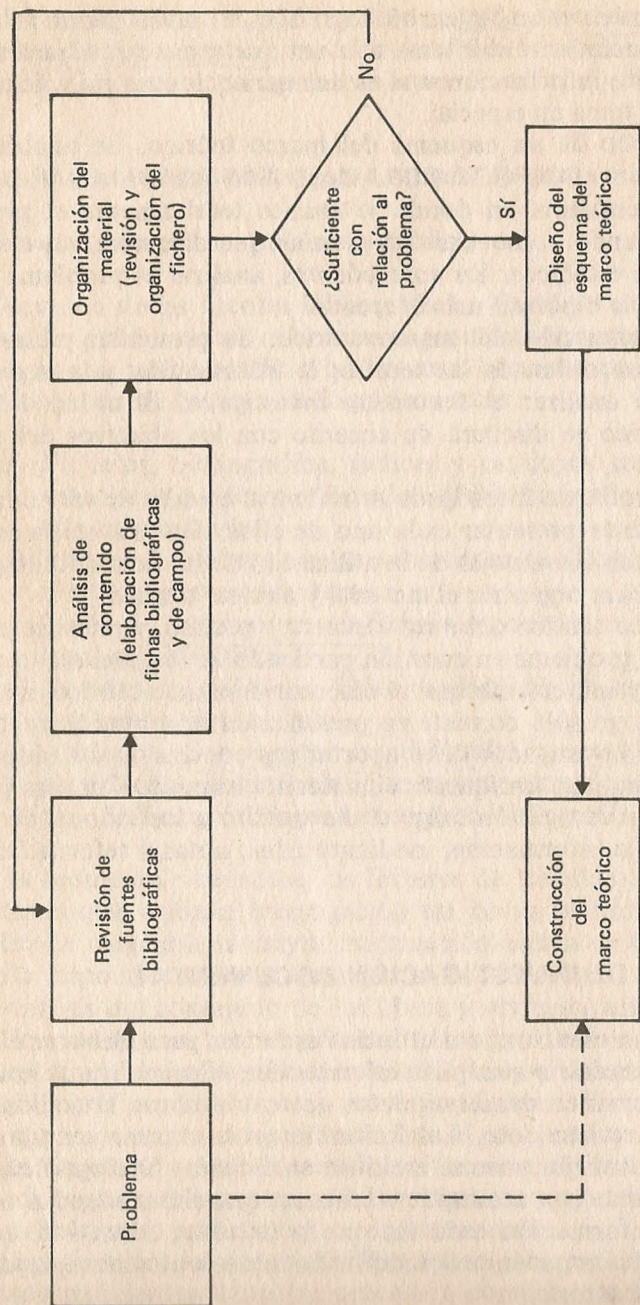 Problema
Revisión de
fuentes
bibliográficas
Análisis de
contenido
(elaboración de
fichas bibliográficas
y de campo)
Organización del
material
(revisión y
organización del
fichero)
¿Suficiente
con
relación al
problema?
No
Sí
Diseño del
esquema del
marco teórico
Construcción
del
marco teórico